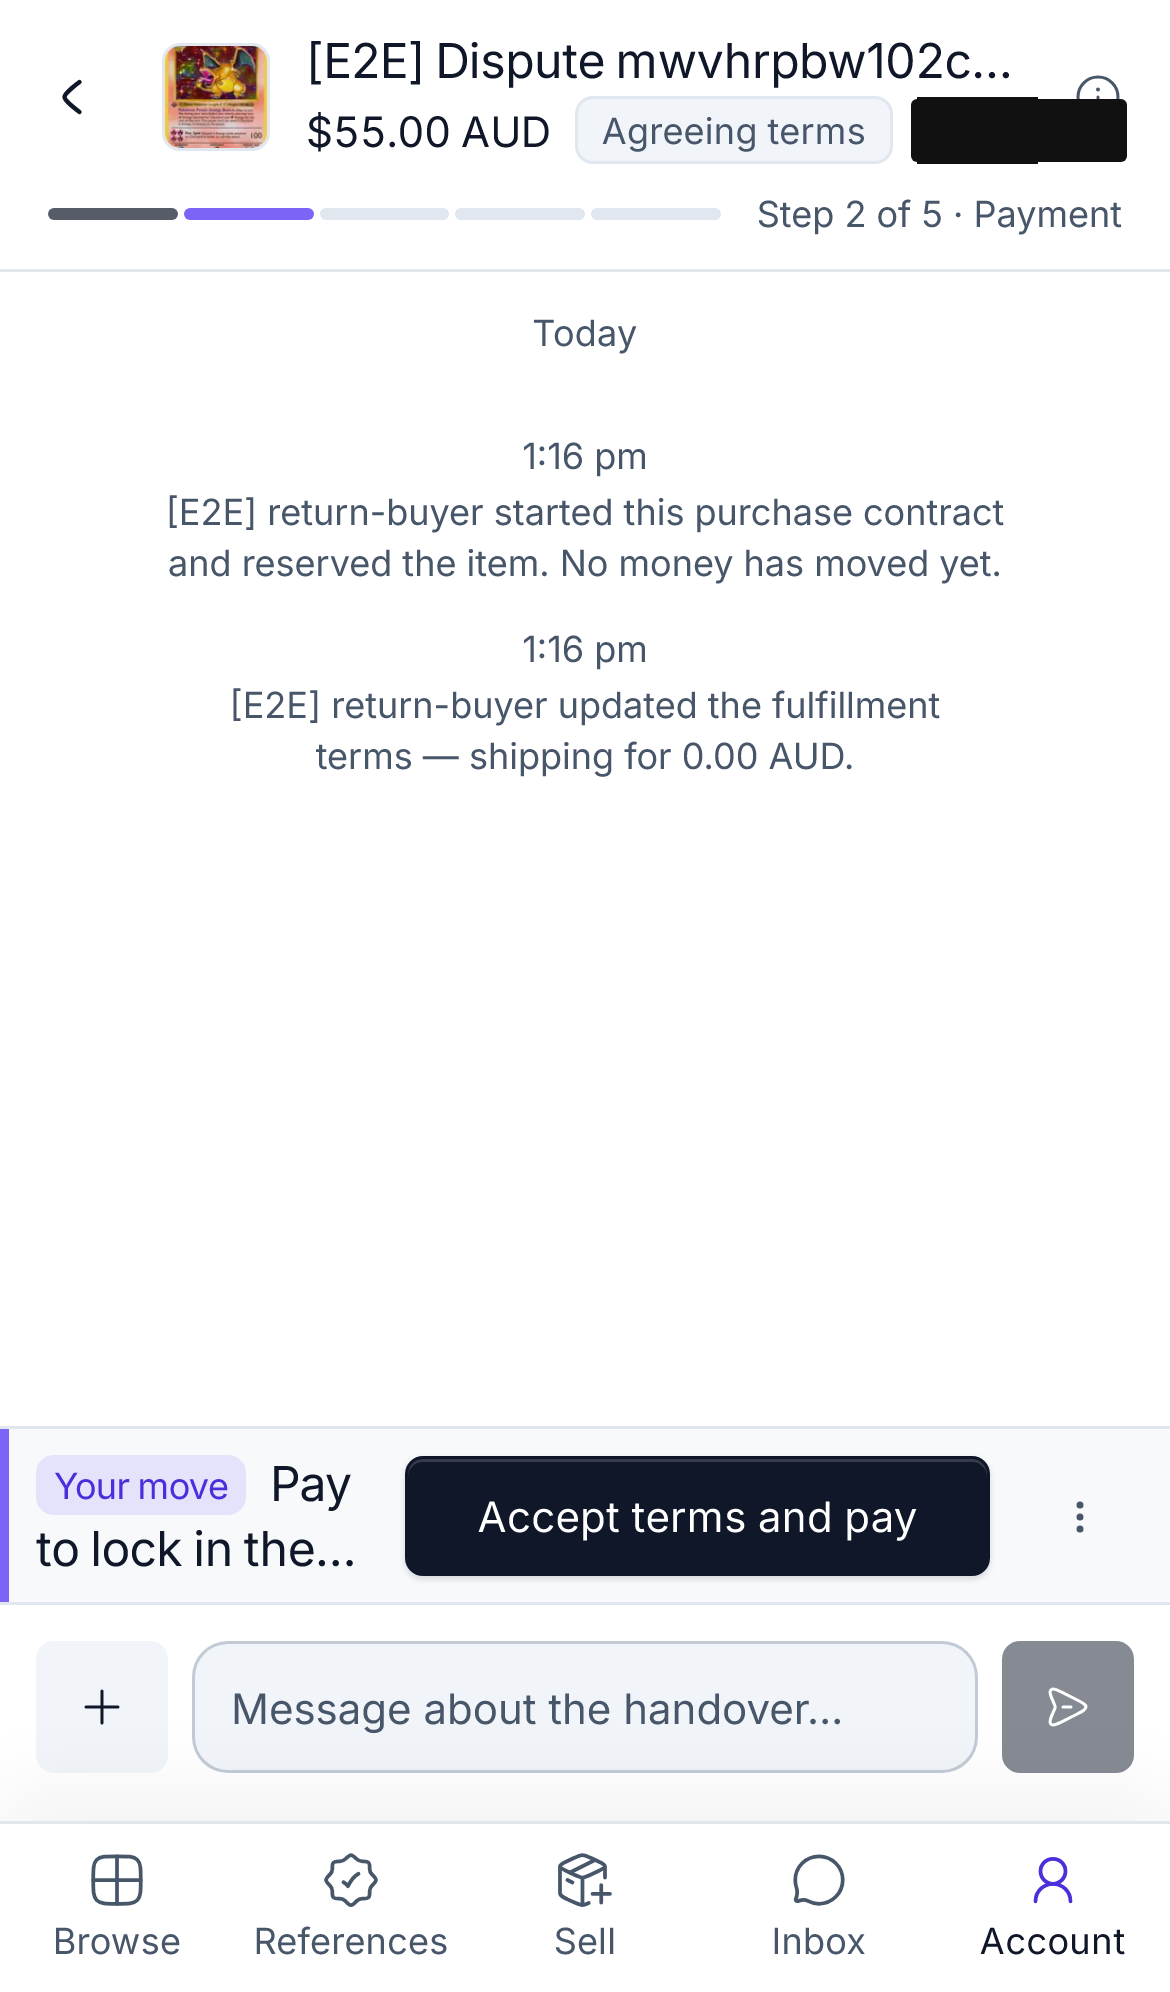 [E2E] Dispute mwvhrpbw102c...
$55.00 AUD
Agreeing terms
Step 2 of 5 · Payment
Today
1:16 pm
[E2E] return-buyer started this purchase contract
and reserved the item. No money has moved yet.
1:16 pm
[E2E] return-buyer updated the fulfillment
terms — shipping for 0.00 AUD.
Your move Pay
to lock in the...
Accept terms and pay
Message about the handover...
Browse
References
Sell
Inbox
Account